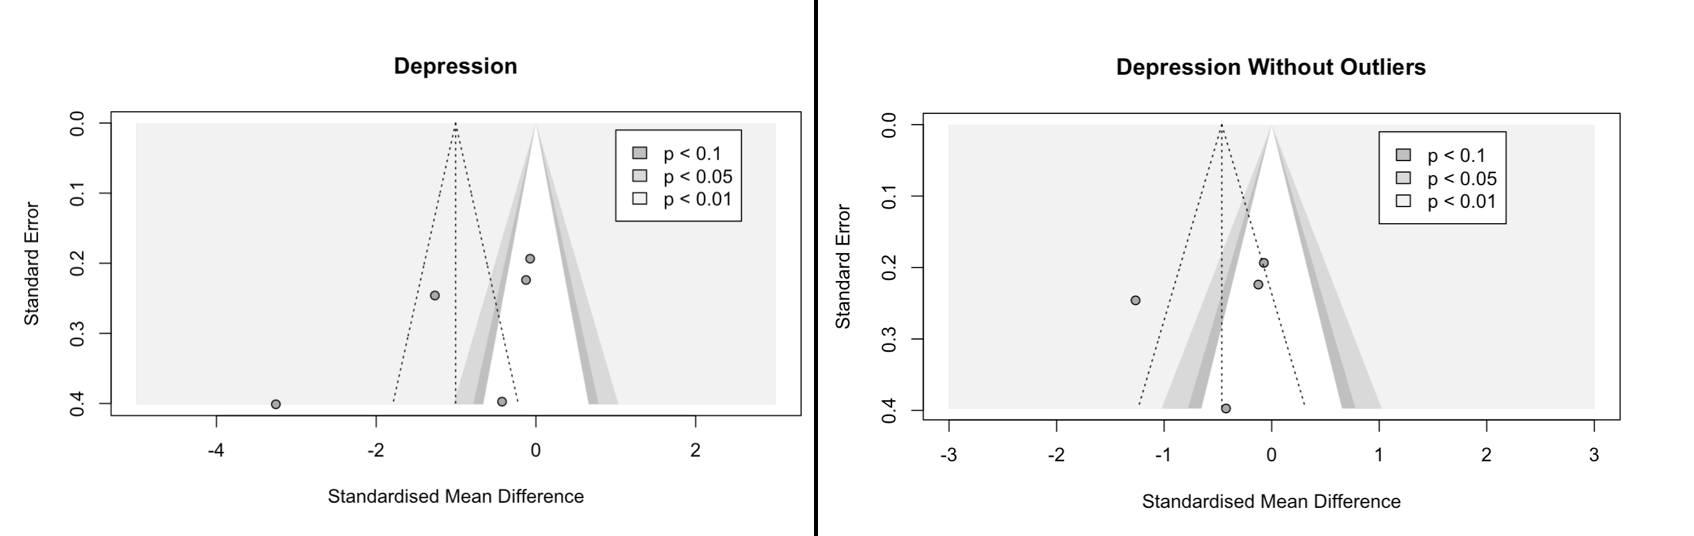 Depression
0.0
0.1
0.2
0.3
0.4
Standard Error
p < 0.1
p < 0.05
p < 0.01
-4
-2
0
2
Standardised Mean Difference
Depression Without Outliers
0.0
0.1
0.2
0.3
0.4
Standard Error
p < 0.1
p < 0.05
p < 0.01
-3
-2
-1
0
1
2
3
Standardised Mean Difference